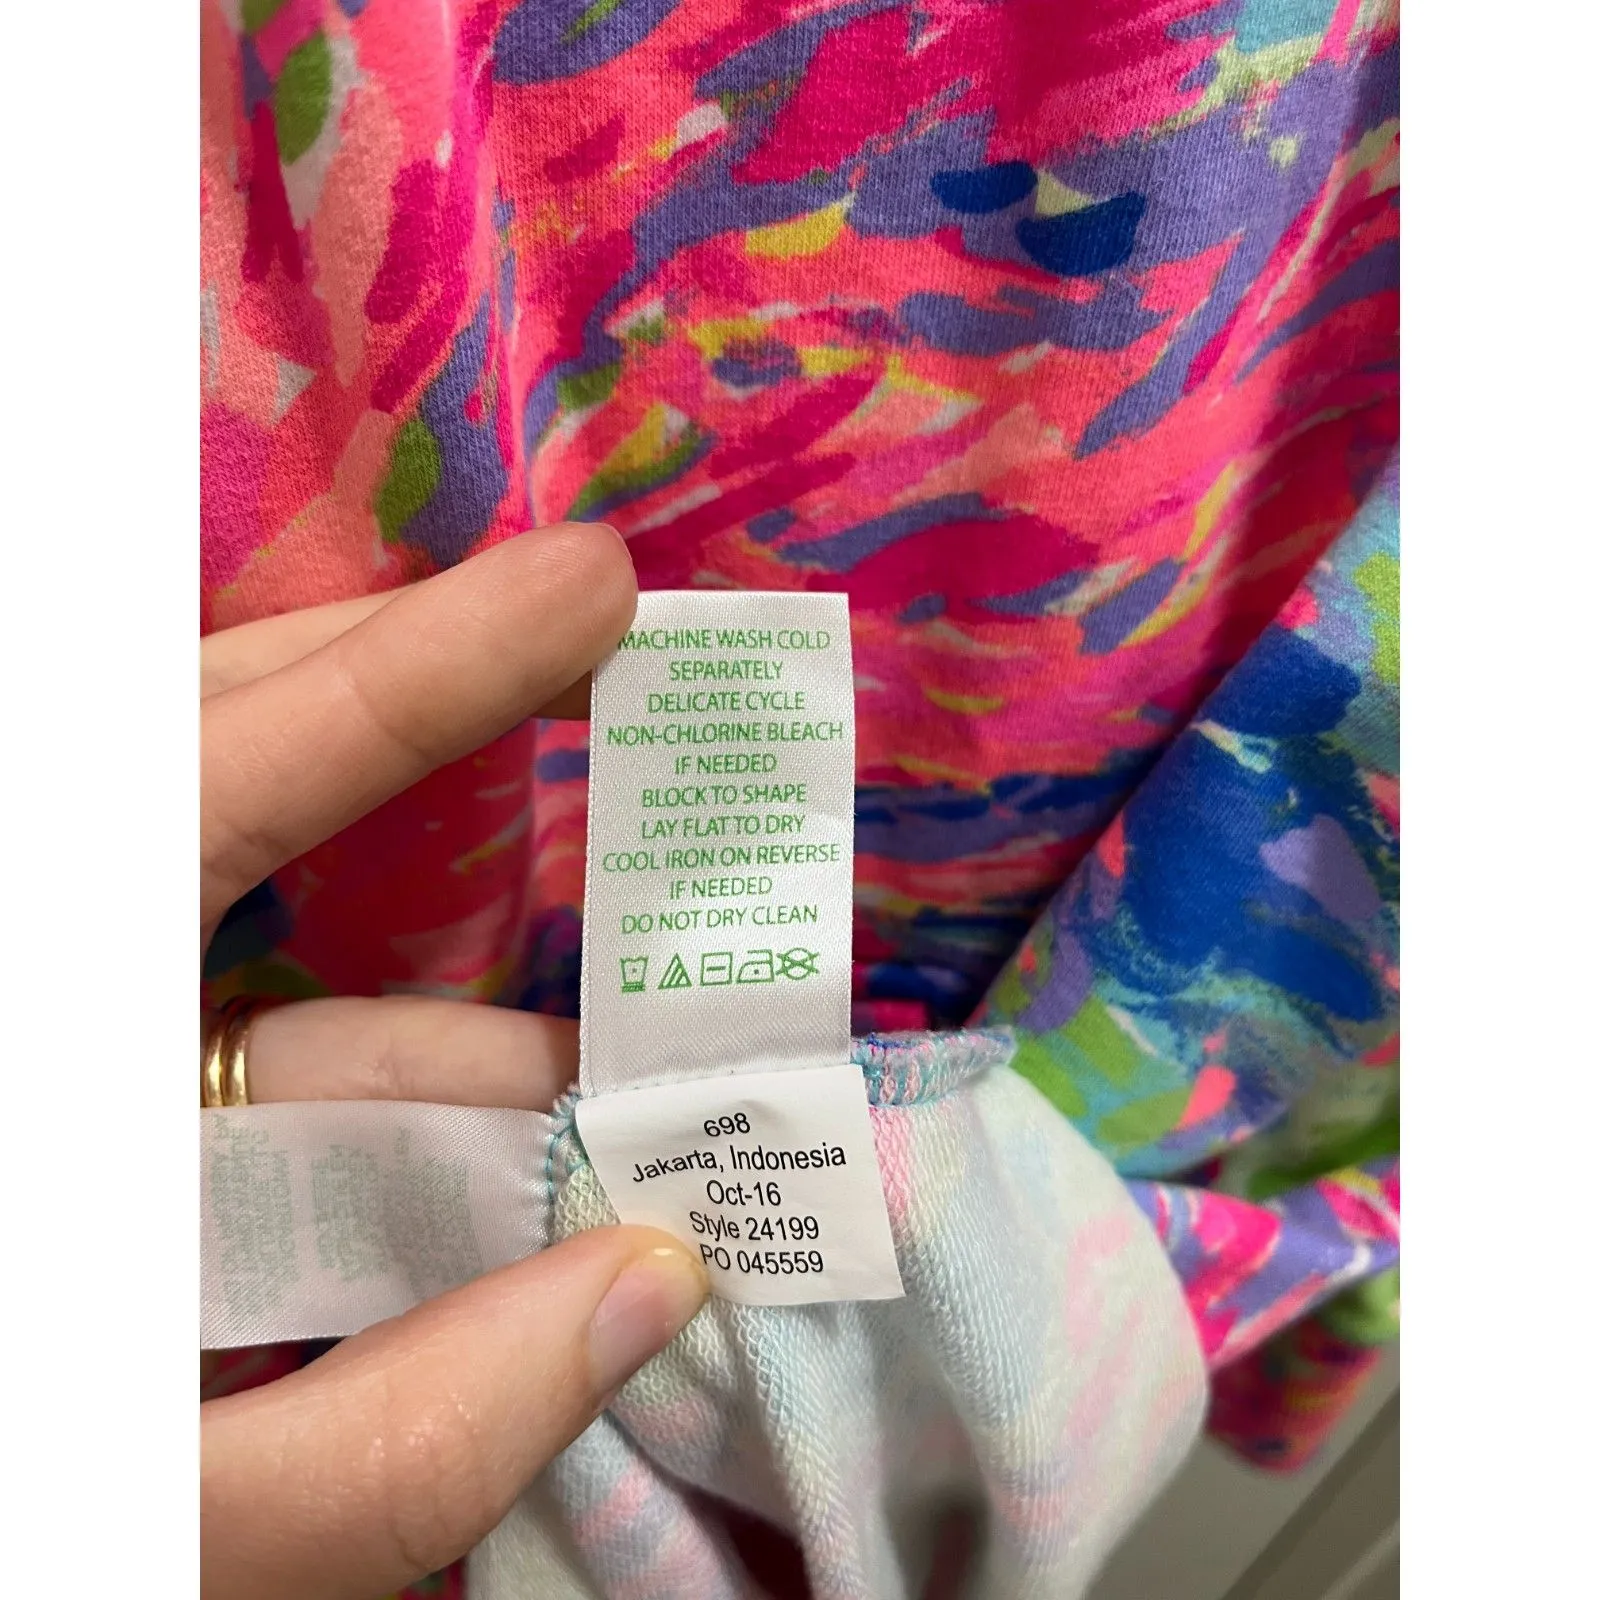 MACHINE WASH COLD
SEPARATELY
DELICATE CYCLE
NON-CHLORINE BLEACH
IF NEEDED
BLOCK TO SHAPE
LAY FLAT TO DRY
COOL IRON ON REVERSE
IF NEEDED
DO NOT DRY CLEAN
698
Jakarta, Indonesia
Oct-16
Style 24199
PO 045559